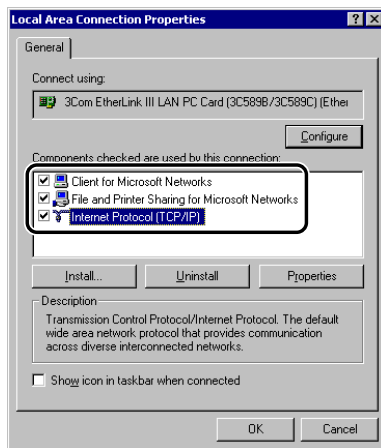 Local Area Connection Properties
General
Connect using:
3Com EtherLink III LAN PC Card (3C589B/3C589C) (Ether
Configure
Components checked are used by this connection:
Client for Microsoft Networks
File and Printer Sharing for Microsoft Networks
Internet Protocol (TCP/IP)
Install... Uninstall Properties
Description
Transmission Control Protocol/Internet Protocol. The default
wide area network protocol that provides communication
across diverse interconnected networks.
Show icon in taskbar when connected
OK Cancel